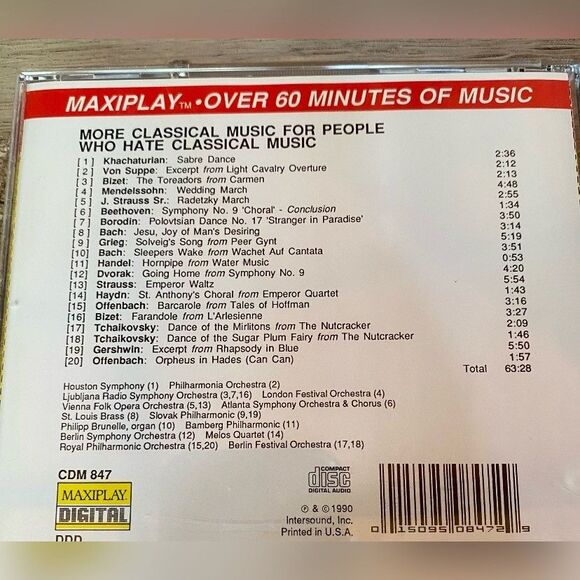 MAXIPLAY™ • OVER 60 MINUTES OF MUSIC
MORE CLASSICAL MUSIC FOR PEOPLE
WHO HATE CLASSICAL MUSIC
[1] Khachaturian: Sabre Dance 2:36
[2] Von Suppe: Excerpt from Light Cavalry Overture 2:12
[3] Bizet: The Toreadors from Carmen 2:13
[4] Mendelssohn: Wedding March 4:48
[5] J. Strauss Sr.: Radetzky March 2:55
[6] Beethoven: Symphony No. 9 'Choral' - Conclusion 1:34
[7] Borodin: Polovtsian Dance No. 17 'Stranger in Paradise' 3:50
[8] Bach: Jesu, Joy of Man's Desiring 3:14
[9] Grieg: Solveig's Song from Peer Gynt 5:19
[10] Bach: Sleepers Wake from Wachet Auf Cantata 3:51
[11] Handel: Hornpipe from Water Music 0:53
[12] Dvorak: Going Home from Symphony No. 9 4:20
[13] Strauss: Emperor Waltz 5:54
[14] Haydn: St. Anthony's Choral from Emperor Quartet 1:43
[15] Offenbach: Barcarole from Tales of Hoffman 3:16
[16] Bizet: Farandole from L'Arlesienne 3:27
[17] Tchaikovsky: Dance of the Mirlitons from The Nutcracker 2:09
[18] Tchaikovsky: Dance of the Sugar Plum Fairy from The Nutcracker 1:46
[19] Gershwin: Excerpt from Rhapsody in Blue 5:50
[20] Offenbach: Orpheus in Hades (Can Can) 1:57
Total 63:28
Houston Symphony (1) Philharmonia Orchestra (2)
Ljubljana Radio Symphony Orchestra (3,7,16) London Festival Orchestra (4)
Vienna Folk Opera Orchestra (5,13) Atlanta Symphony Orchestra & Chorus (6)
St. Louis Brass (8) Slovak Philharmonic (9,19)
Philipp Brunelle, organ (10) Bamberg Philharmonic (11)
Berlin Symphony Orchestra (12) Melos Quartet (14)
Royal Philharmonic Orchestra (15,20) Berlin Festival Orchestra (17,18)
CDM 847
MAXIPLAY
DIGITAL
DDD
COMPACT
disc
DIGITAL AUDIO
℗ & ©1990
Intersound, Inc.
Printed in U.S.A.
0 15095 08472 9